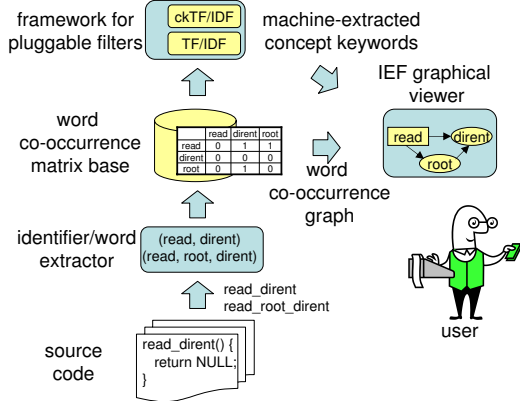 framework for
pluggable filters
ckTF/IDF
TF/IDF
machine-extracted
concept keywords
IEF graphical
viewer
read
dirent
root
word
co-occurrence
matrix base
read dirent root
read 0 1 1
dirent 0 0 0
root 0 1 0
word
co-occurrence
graph
identifier/word
extractor
(read, dirent)
(read, root, dirent)
read_dirent
read_root_dirent
user
source
code
read_dirent() {
return NULL;
}